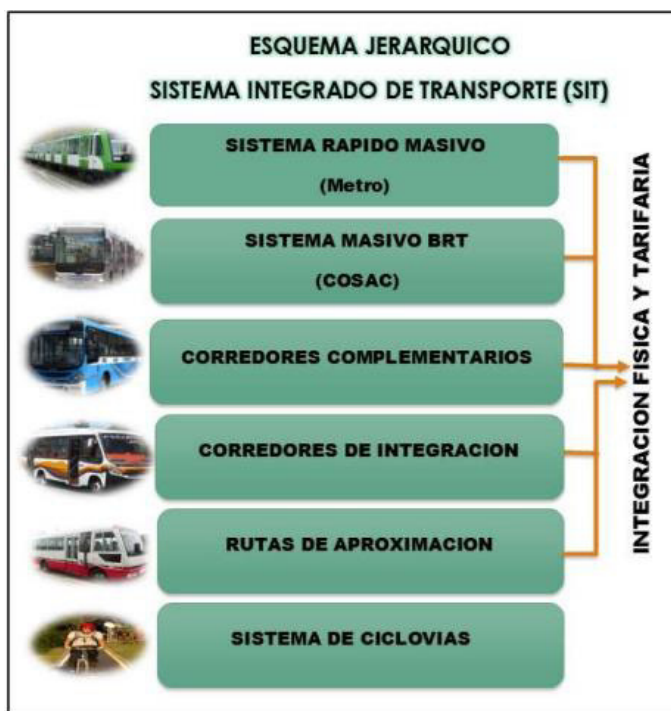 ESQUEMA JERARQUICO
SISTEMA INTEGRADO DE TRANSPORTE (SIT)
SISTEMA RAPIDO MASIVO
(Metro)
SISTEMA MASIVO BRT
(COSAC)
CORREDORES COMPLEMENTARIOS
CORREDORES DE INTEGRACION
RUTAS DE APROXIMACION
SISTEMA DE CICLOVIAS
INTEGRACION FISICA Y TARIFARIA